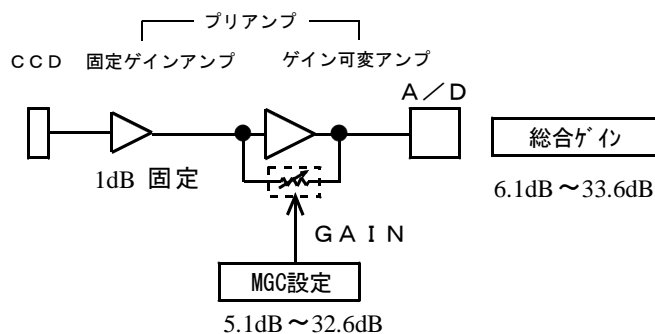 プリアンプ
ＣＣＤ 固定ゲインアンプ ゲイン可変アンプ
Ａ／Ｄ
総合ｹﾞｲﾝ
1dB 固定
6.1dB～33.6dB
ＧＡＩＮ
MGC設定
5.1dB～32.6dB